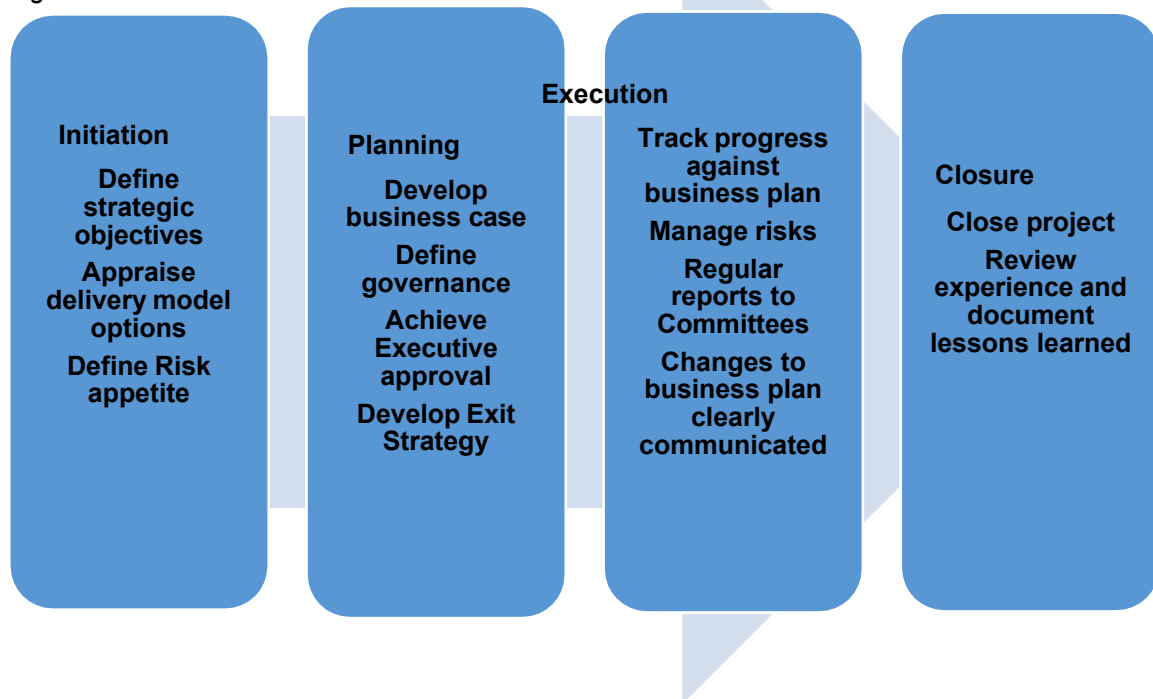 Initiation
Define
strategic
objectives
Appraise
delivery model
options
Define Risk
appetite
Planning
Develop
business case
Define
governance
Achieve
Executive
approval
Develop Exit
Strategy
Execution
Track progress
against
business plan
Manage risks
Regular
reports to
Committees
Changes to
business plan
clearly
communicated
Closure
Close project
Review
experience and
document
lessons learned